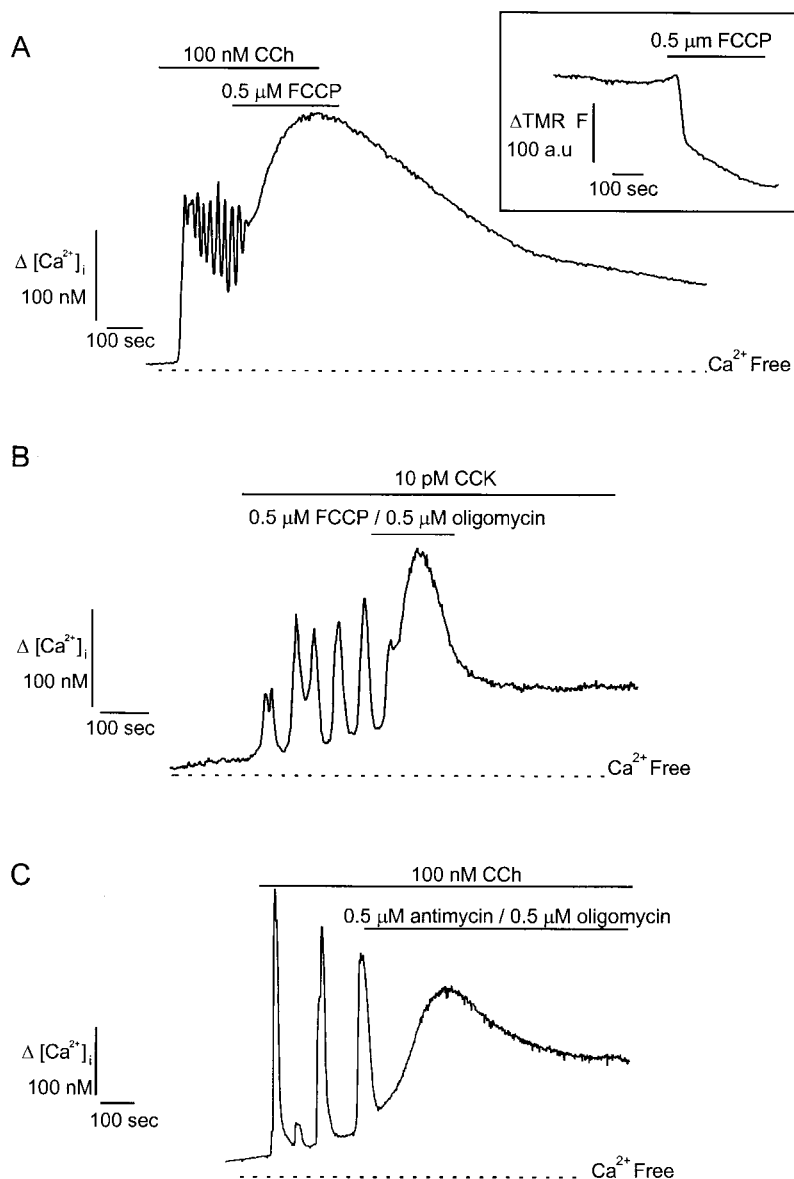 A
100 nM CCh
0.5 μM FCCP
0.5 μm FCCP
ΔTMR F
100 a.u
100 sec
Δ [Ca²⁺]ᵢ
100 nM
100 sec
Ca²⁺ Free
B
10 pM CCK
0.5 μM FCCP / 0.5 μM oligomycin
Δ [Ca²⁺]ᵢ
100 nM
100 sec
Ca²⁺ Free
C
100 nM CCh
0.5 μM antimycin / 0.5 μM oligomycin
Δ [Ca²⁺]ᵢ
100 nM
100 sec
Ca²⁺ Free